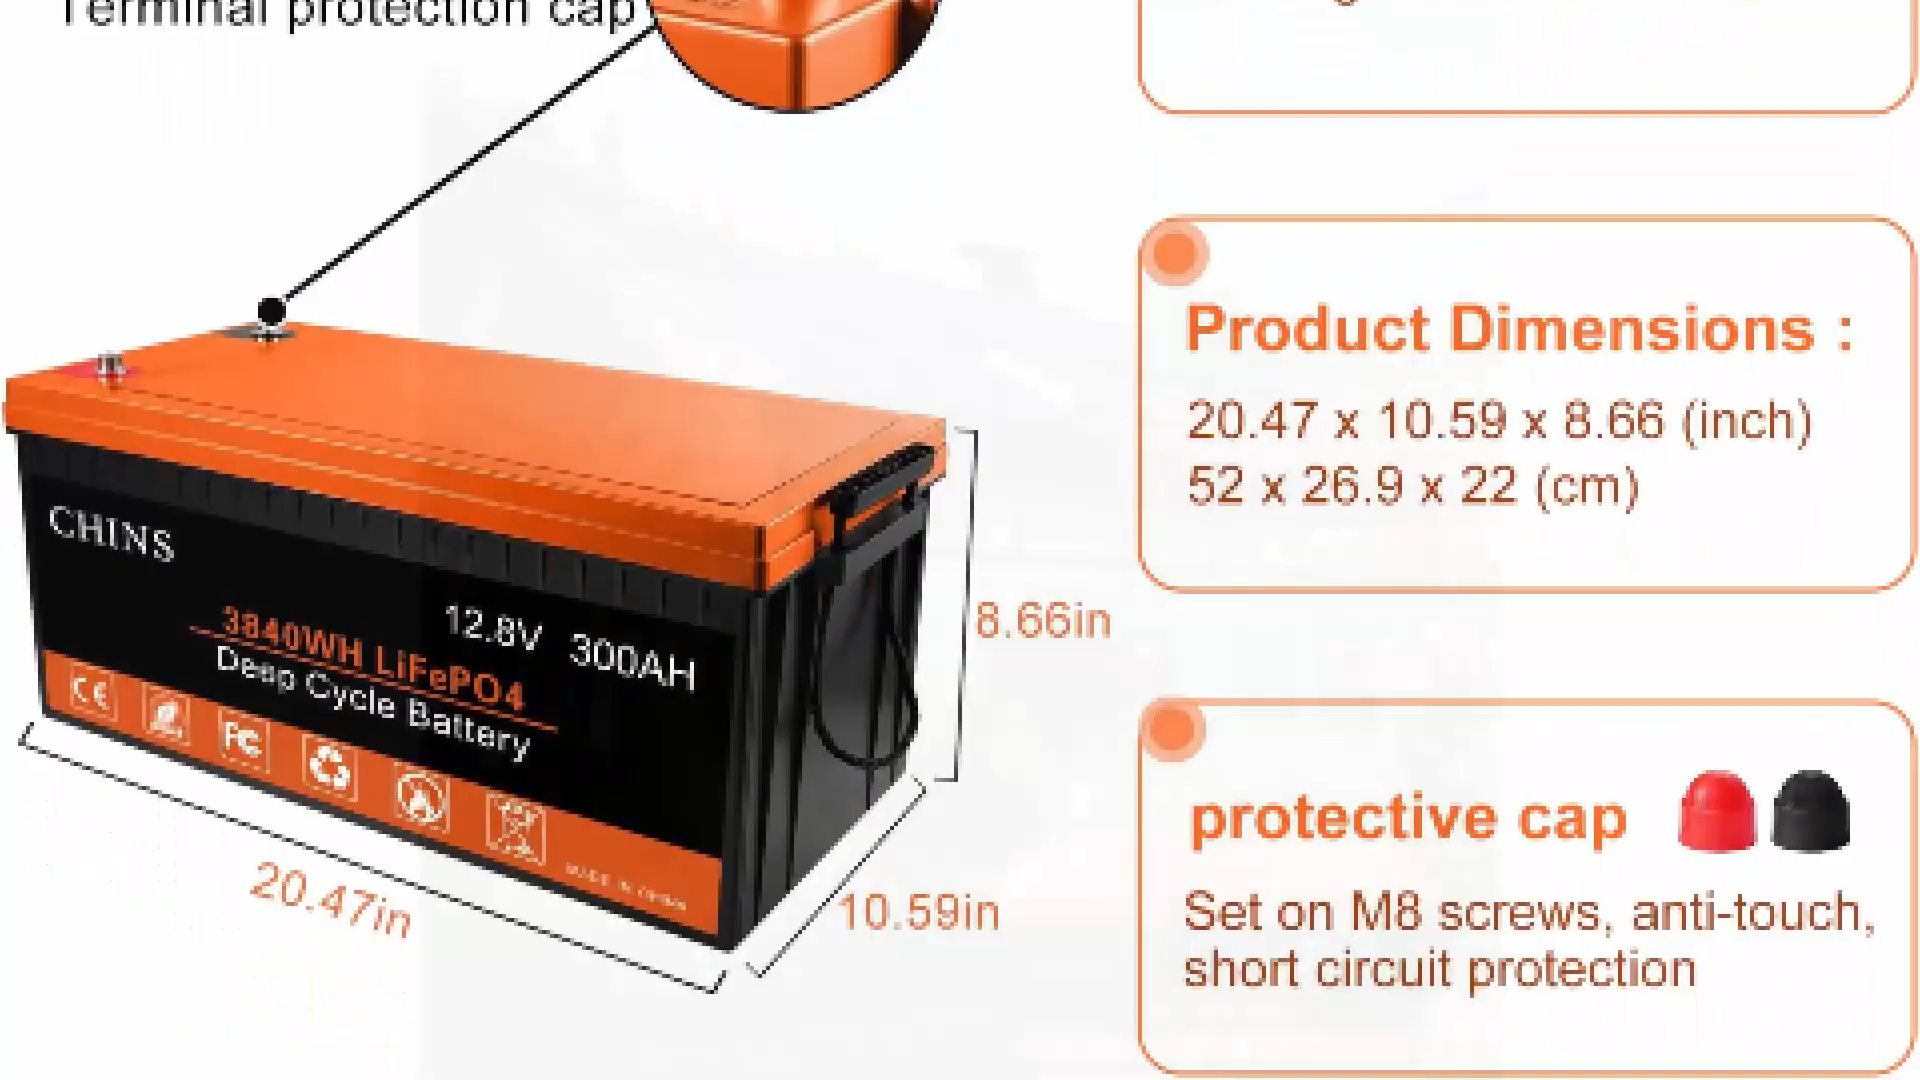 Terminal protection cap
CHINS
12.8V 300AH
3840WH LiFePO4
Deep Cycle Battery
CE
FC
8.66in
20.47in
10.59in
Product Dimensions :
20.47 x 10.59 x 8.66 (inch)
52 x 26.9 x 22 (cm)
protective cap
Set on M8 screws, anti-touch,
short circuit protection